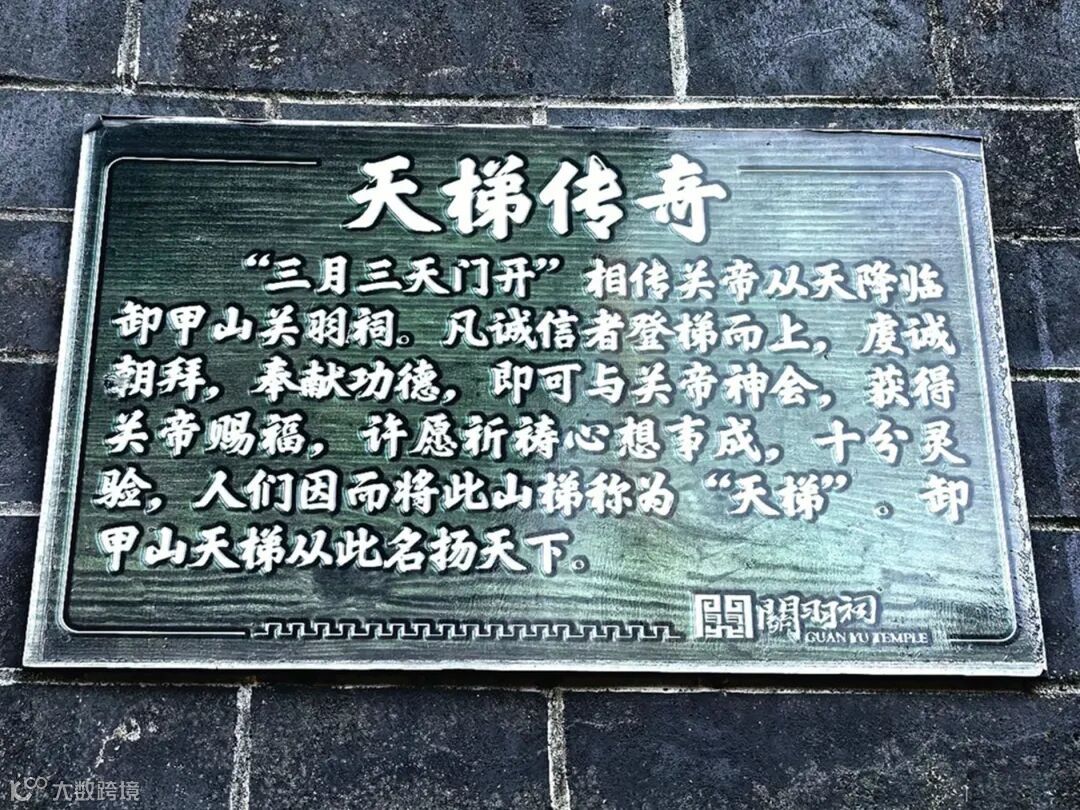 天梯传奇
“三月三天门开”相传关帝从天降临
卸甲山关羽祠。凡诚信者登梯而上，虔诚
朝拜，奉献功德，即可与关帝神会，获得
关帝赐福，许愿祈祷心想事成，十分灵
验，人们因而将此山梯称为“天梯”。卸
甲山天梯从此名扬天下。
關羽祠
GUAN YU TEMPLE
大数跨境